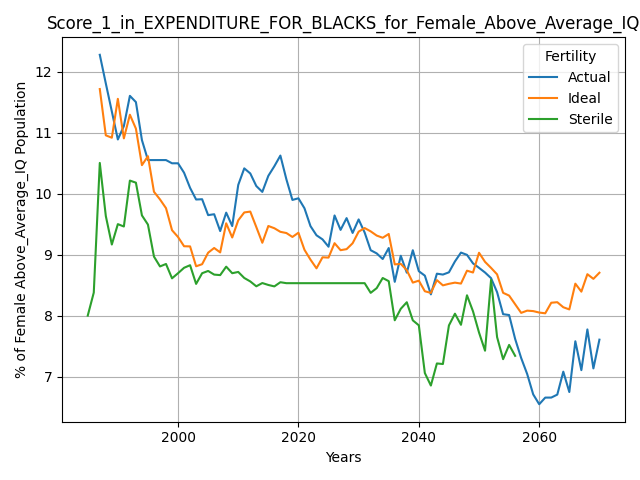 Score_1_in_EXPENDITURE_FOR_BLACKS_for_Female_Above_Average_IQ
Fertility
Actual
Ideal
Sterile
% of Female Above_Average_IQ Population
12
11
10
9
8
7
2000
2020
2040
2060
Years